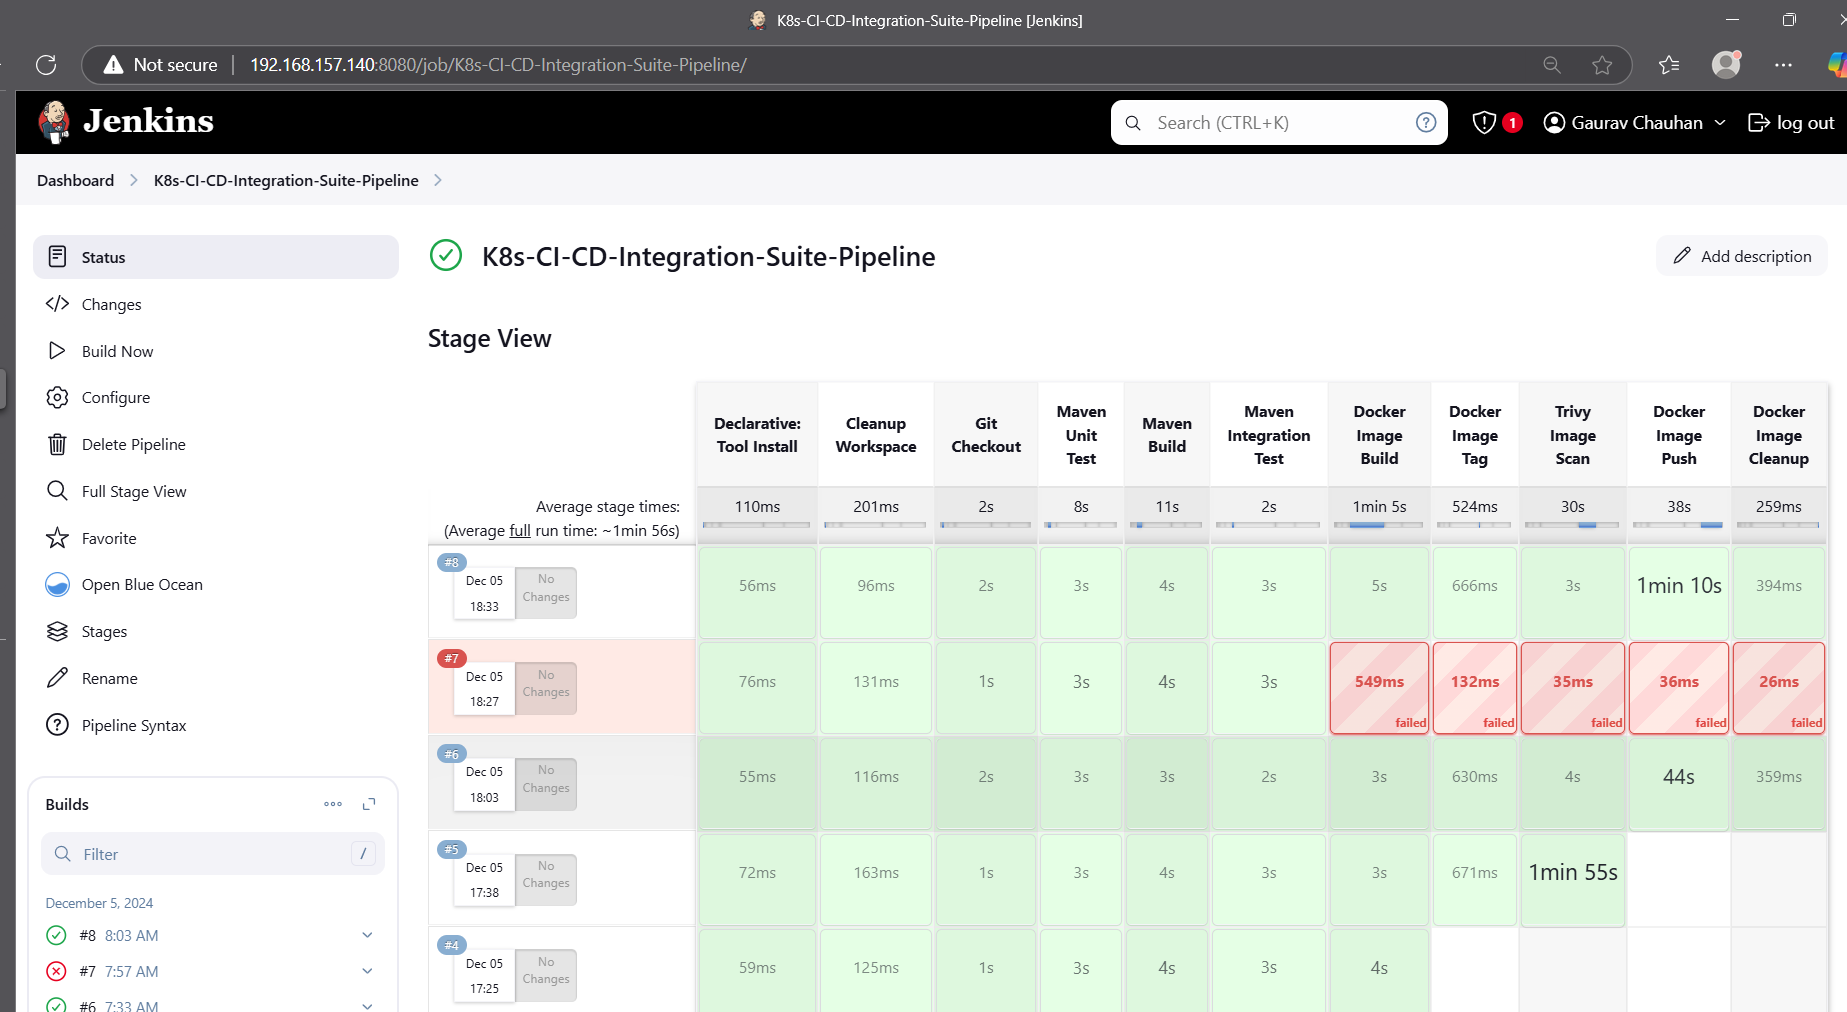 K8s-CI-CD-Integration-Suite-Pipeline [Jenkins]
Not secure 192.168.157.140:8080/job/K8s-CI-CD-Integration-Suite-Pipeline/
Jenkins
Search (CTRL+K)
1
Gaurav Chauhan
log out
Dashboard
K8s-CI-CD-Integration-Suite-Pipeline
Status
Changes
Build Now
Configure
Delete Pipeline
Full Stage View
Favorite
Open Blue Ocean
Stages
Rename
Pipeline Syntax
Builds
Filter
/
December 5, 2024
#8 8:03 AM
#7 7:57 AM
#6 7:33 AM
K8s-CI-CD-Integration-Suite-Pipeline
Add description
Stage View
Declarative: Tool Install
Cleanup Workspace
Git Checkout
Maven Unit Test
Maven Build
Maven Integration Test
Docker Image Build
Docker Image Tag
Trivy Image Scan
Docker Image Push
Docker Image Cleanup
Average stage times:
(Average full run time: ~1min 56s)
110ms 201ms 2s 8s 11s 2s 1min 5s 524ms 30s 38s 259ms
#8
Dec 05
18:33
No Changes
56ms 96ms 2s 3s 4s 3s 5s 666ms 3s 1min 10s 394ms
#7
Dec 05
18:27
No Changes
76ms 131ms 1s 3s 4s 3s 549ms 132ms 35ms 36ms 26ms
failed failed failed failed failed
#6
Dec 05
18:03
No Changes
55ms 116ms 2s 3s 3s 2s 3s 630ms 4s 44s 359ms
#5
Dec 05
17:38
No Changes
72ms 163ms 1s 3s 4s 3s 3s 671ms 1min 55s
#4
Dec 05
17:25
No Changes
59ms 125ms 1s 3s 4s 3s 4s